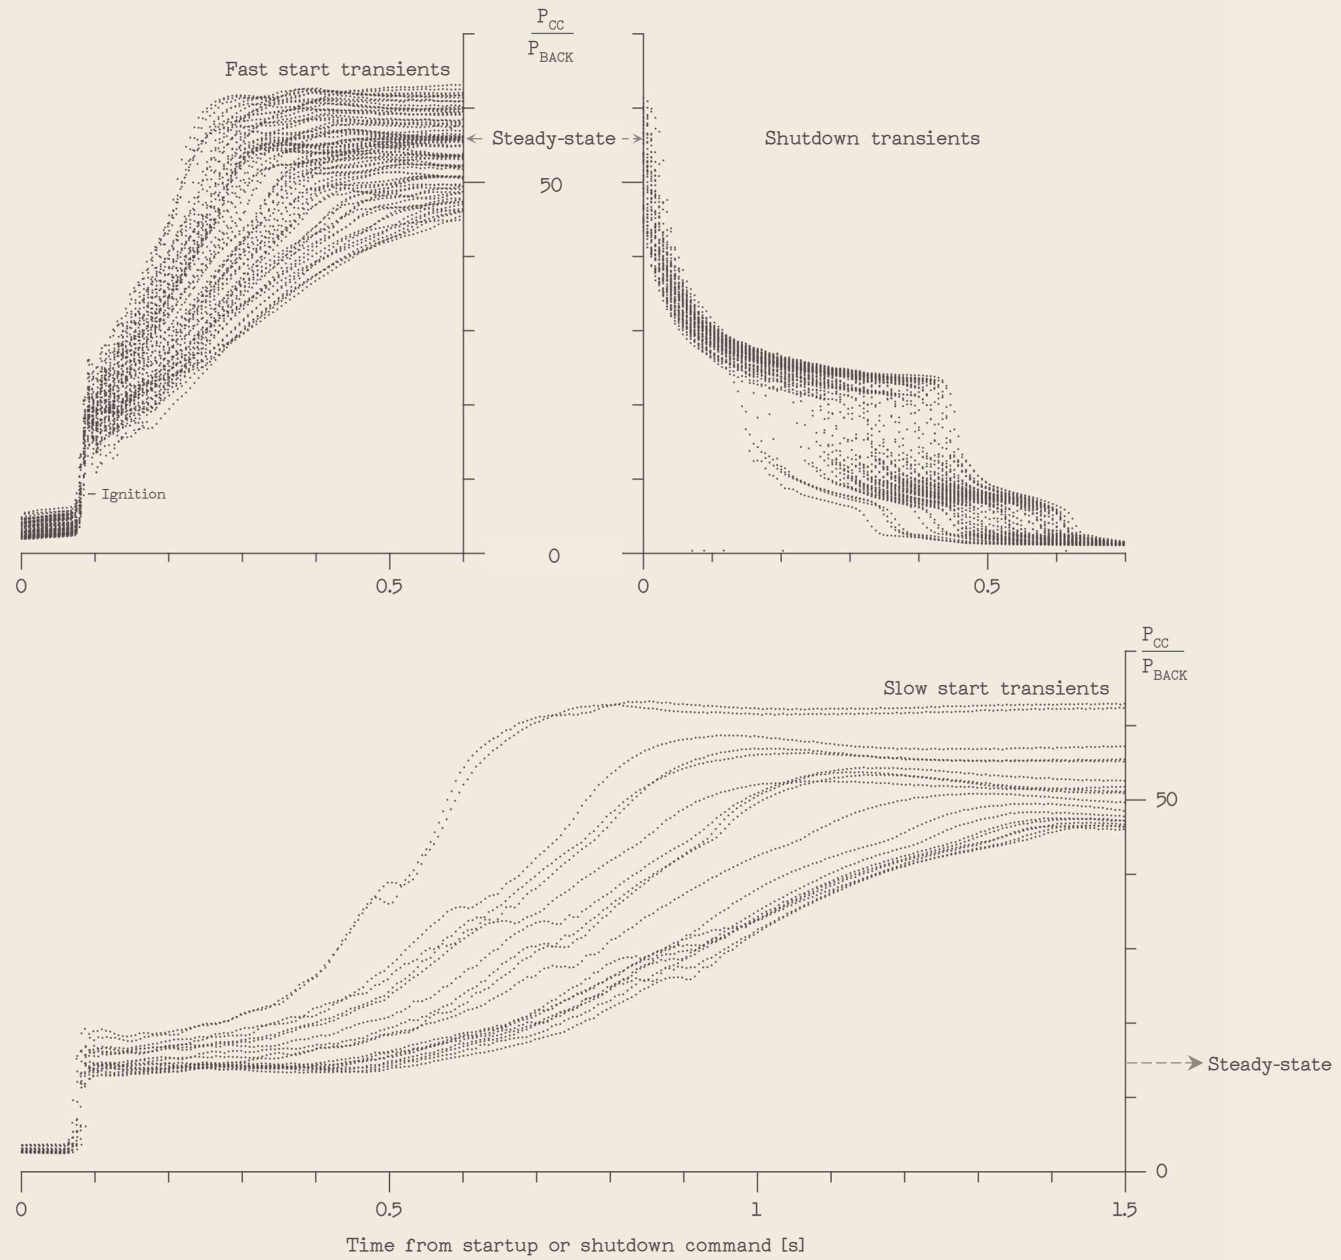 P_CC
P_BACK
Fast start transients
Steady-state
Shutdown transients
50
Ignition
0
0 0.5 0 0.5
P_CC
P_BACK
Slow start transients
50
Steady-state
0
0 0.5 1 1.5
Time from startup or shutdown command [s]